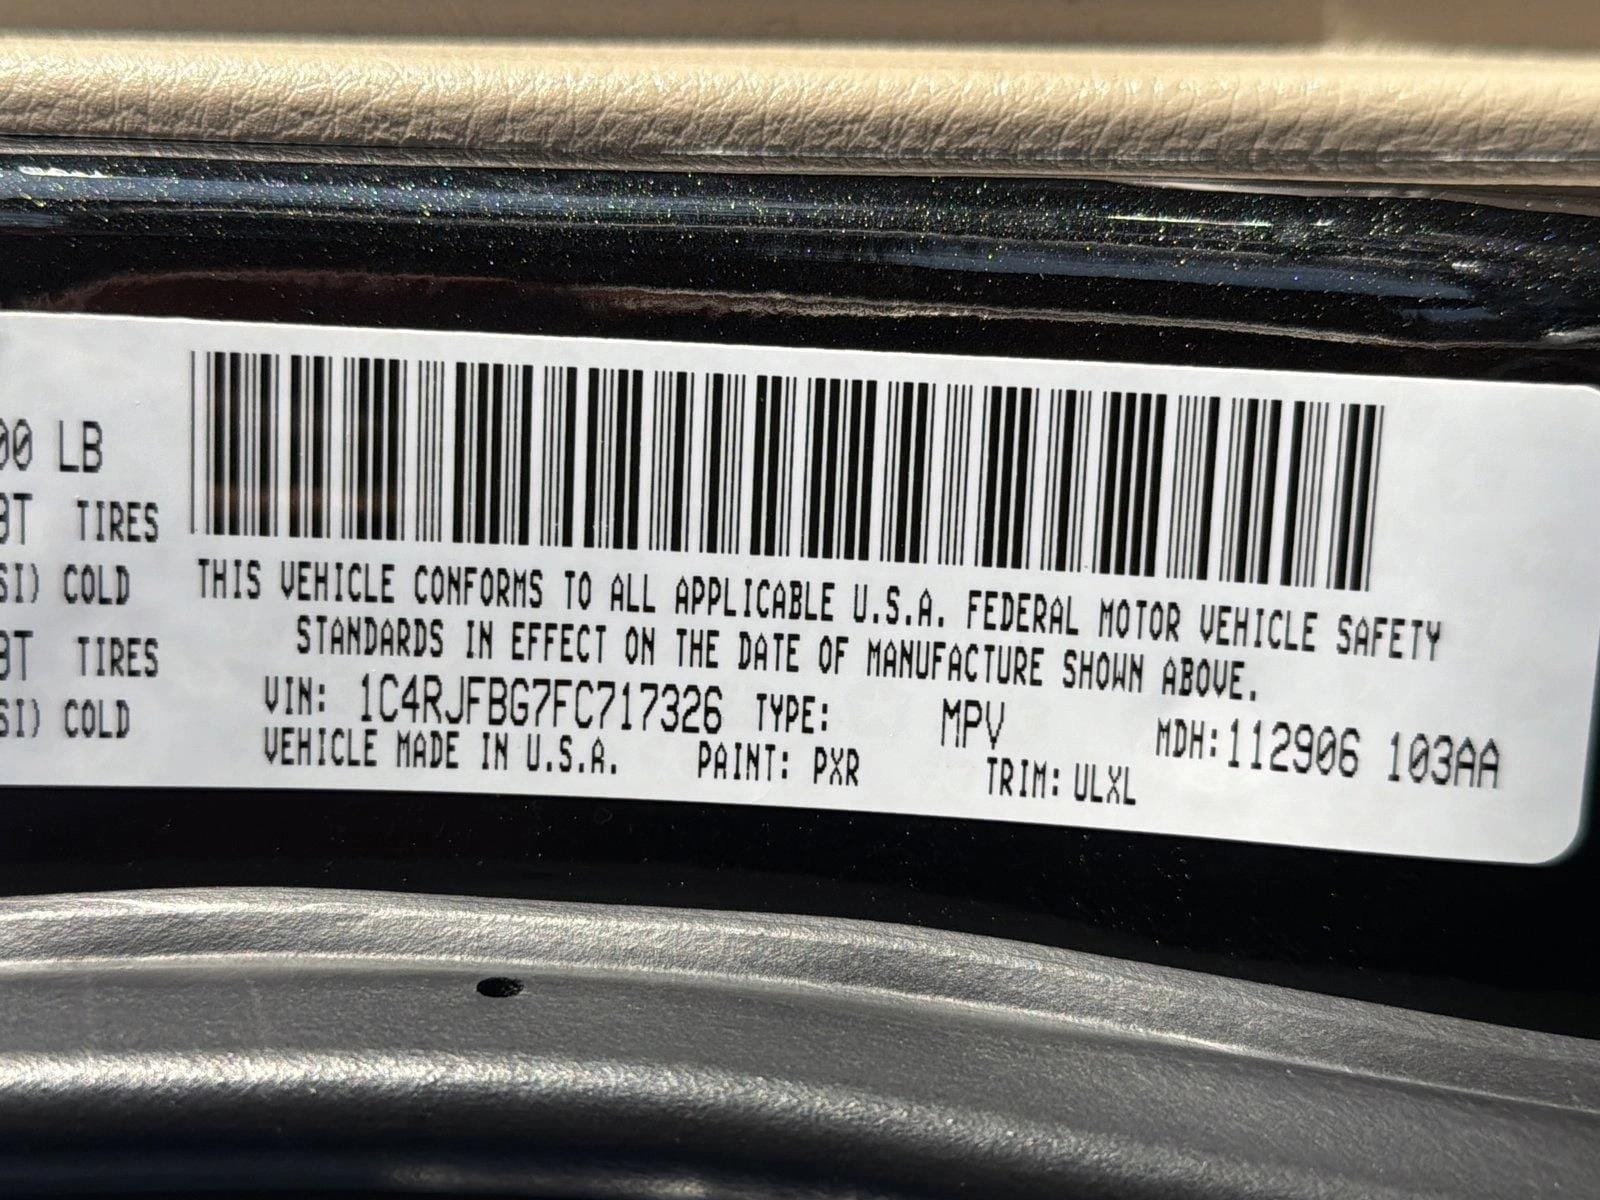 00 LB
TIRES
SI) COLD
THIS VEHICLE CONFORMS TO ALL APPLICABLE U.S.A. FEDERAL MOTOR VEHICLE SAFETY
STANDARDS IN EFFECT ON THE DATE OF MANUFACTURE SHOWN ABOVE.
TIRES
SI) COLD
VIN: 1C4RJFBG7FC717326 TYPE: MPV MDH:112906 103AA
VEHICLE MADE IN U.S.A. PAINT: PXR TRIM: ULXL